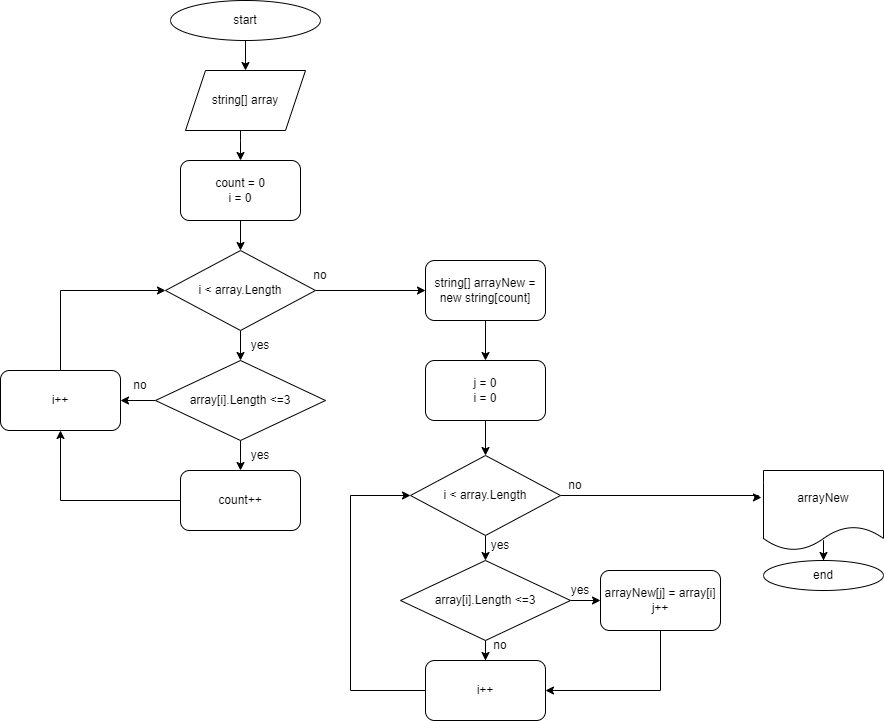 start
string[] array
count = 0
i = 0
i < array.Length
no
yes
array[i].Length <=3
no
i++
yes
count++
string[] arrayNew =
new string[count]
j = 0
i = 0
i < array.Length
no
yes
array[i].Length <=3
yes
arrayNew[j] = array[i]
j++
no
i++
arrayNew
end